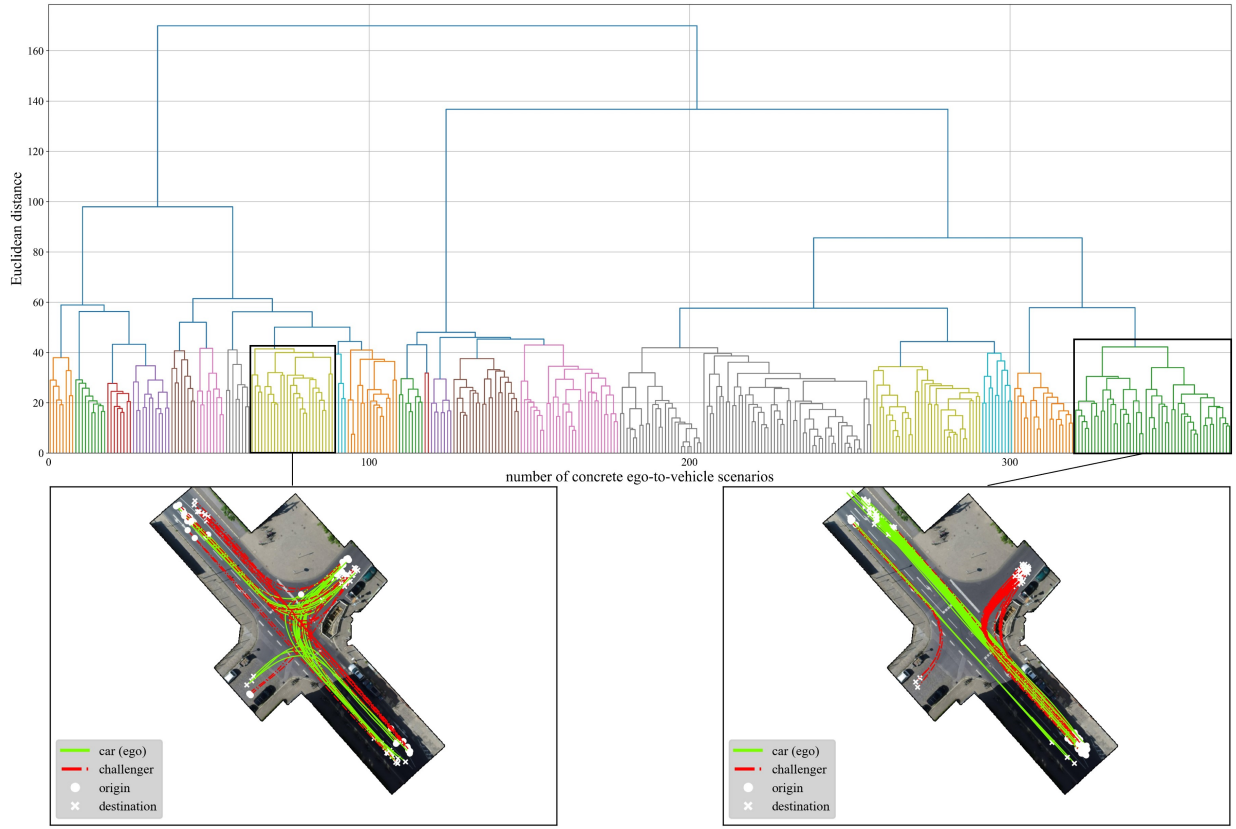 160
140
120
100
80
60
40
20
0
Euclidean distance
0 100 200 300
number of concrete ego-to-vehicle scenarios
car (ego)
challenger
origin
destination
car (ego)
challenger
origin
destination